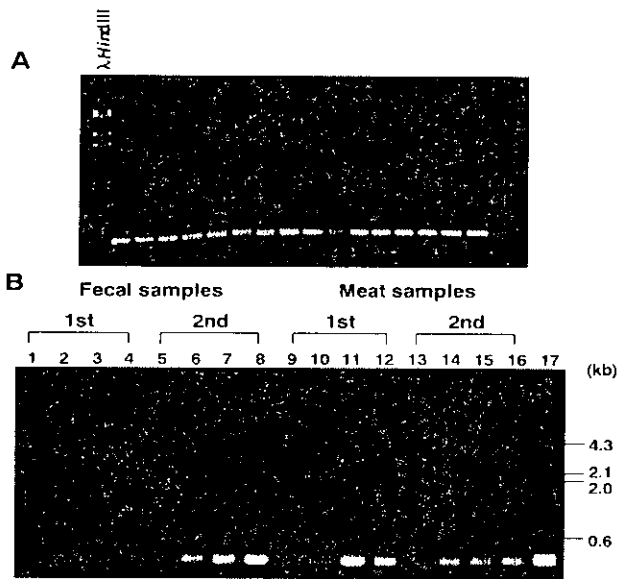 λHindIII
A
B
Fecal samples Meat samples
1st 2nd 1st 2nd
1 2 3 4 5 6 7 8 9 10 11 12 13 14 15 16 17
(kb)
4.3
2.1
2.0
0.6